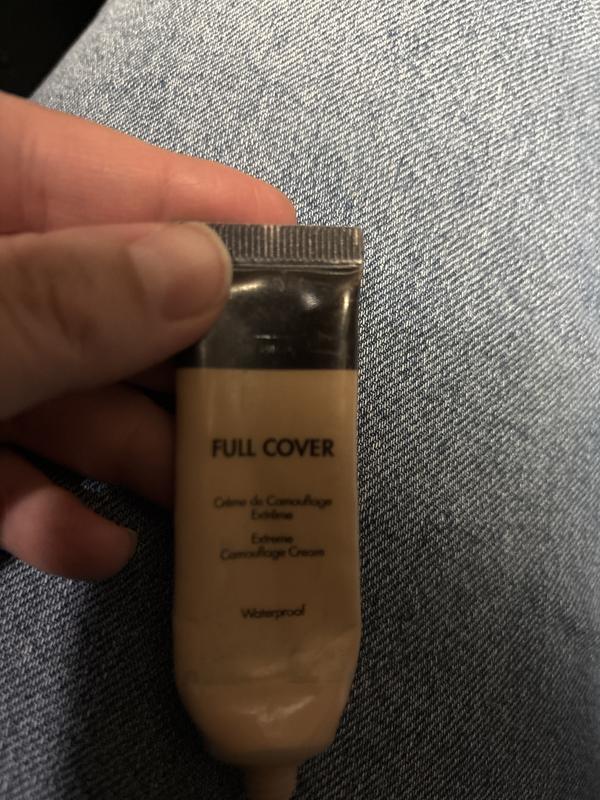 FULL COVER
Crème de Camouflage
Extrême
Extreme
Camouflage Cream
Waterproof